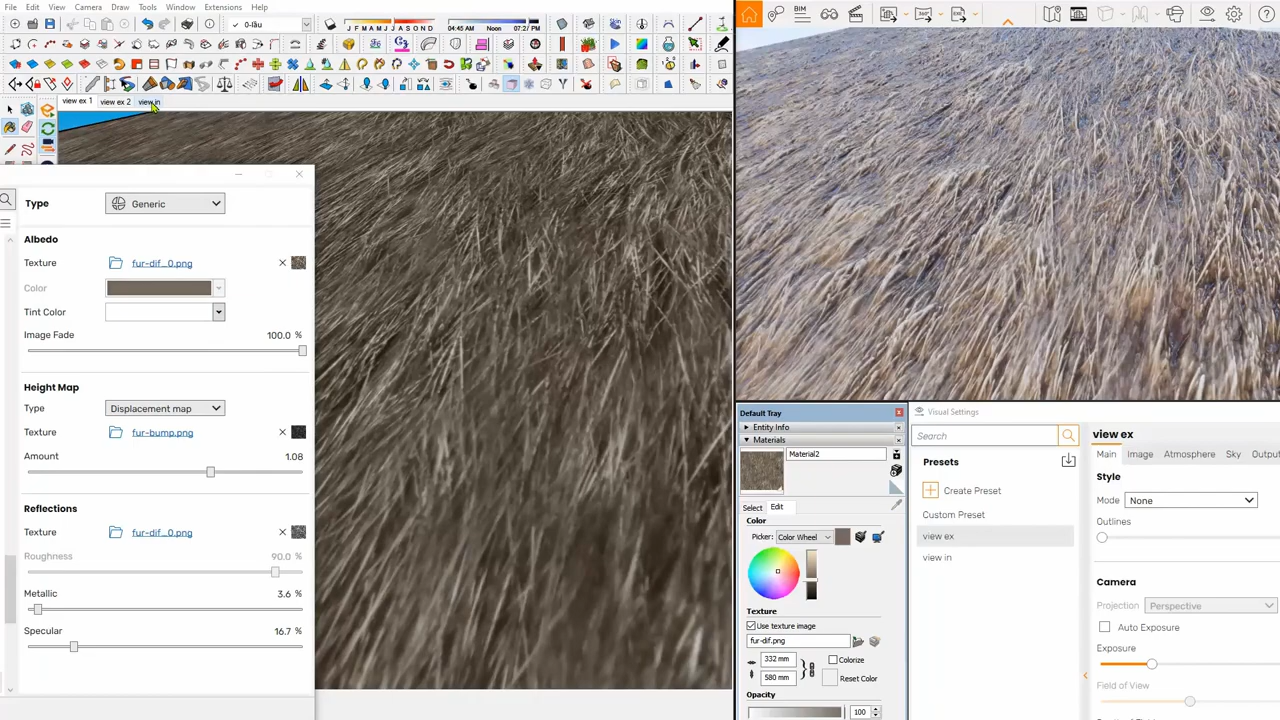 File Edit View Camera Draw Tools Window Extensions Help
0-lầu
J F M A M J J A S O N D
04:45 AM Noon 07:27 PM
BIM
360°
view ex 1 view ex 2 view in
Type Generic
Albedo
Texture fur-dif_0.png
Color
Tint Color
Image Fade 100.0 %
Height Map
Type Displacement map
Texture fur-bump.png
Amount 1.08
Reflections
Texture fur-dif_0.png
Roughness 90.0 %
Metallic 3.6 %
Specular 16.7 %
Default Tray
Entity Info
Materials
Material2
Select Edit
Color
Picker: Color Wheel
Texture
Use texture image
fur-dif.png
332 mm
Colorize
580 mm
Reset Color
Opacity
100
Visual Settings
Search
Presets
Create Preset
Custom Preset
view ex
view in
view ex
Main Image Atmosphere Sky Output
Style
Mode None
Outlines
Camera
Projection Perspective
Auto Exposure
Exposure
Field of View